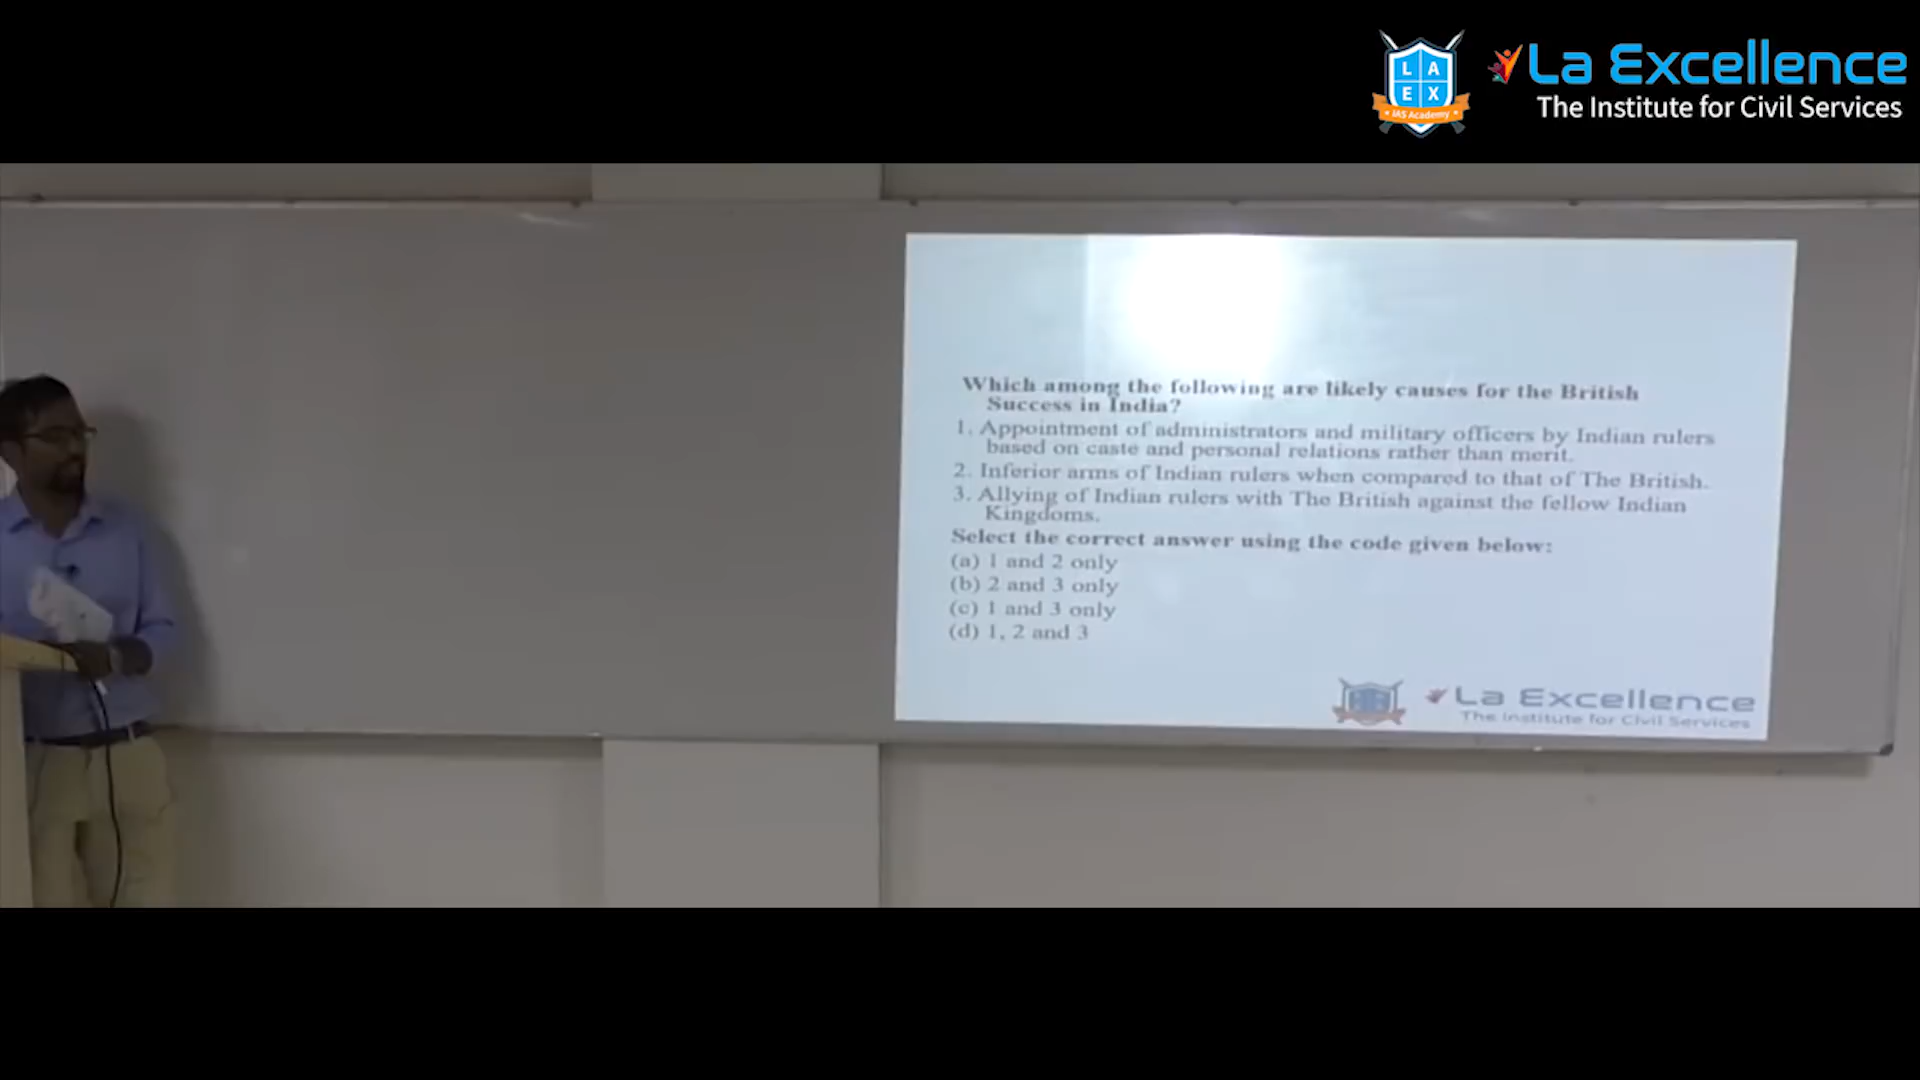 LA
EX
IAS Academy
La Excellence
The Institute for Civil Services
Which among the following are likely causes for the British
Success in India?
1. Appointment of administrators and military officers by Indian rulers
based on caste and personal relations rather than merit.
2. Inferior arms of Indian rulers when compared to that of The British.
3. Allying of Indian rulers with The British against the fellow Indian
Kingdoms.
Select the correct answer using the code given below:
(a) 1 and 2 only
(b) 2 and 3 only
(c) 1 and 3 only
(d) 1, 2 and 3
La Excellence
The Institute for Civil Services